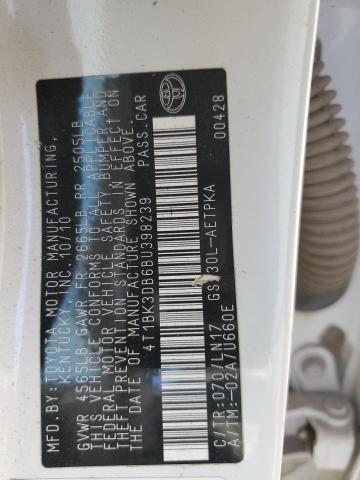 MFD. BY: TOYOTA MOTOR MANUFACTURING,
KENTUCKY, INC. 10/10
GVWR 4565LB GAWR FR 2665LB RR 2505LB
THIS VEHICLE CONFORMS TO ALL APPLICABLE
FEDERAL MOTOR VEHICLE SAFETY, BUMPER, AND
THEFT PREVENTION STANDARDS IN EFFECT ON
THE DATE OF MANUFACTURE SHOWN ABOVE.
4T1BK3DB6BU398239 PASS.CAR
C/TR:070/LN17 GSV30L-AETPKA
A/TM:-02A/U660E 00428